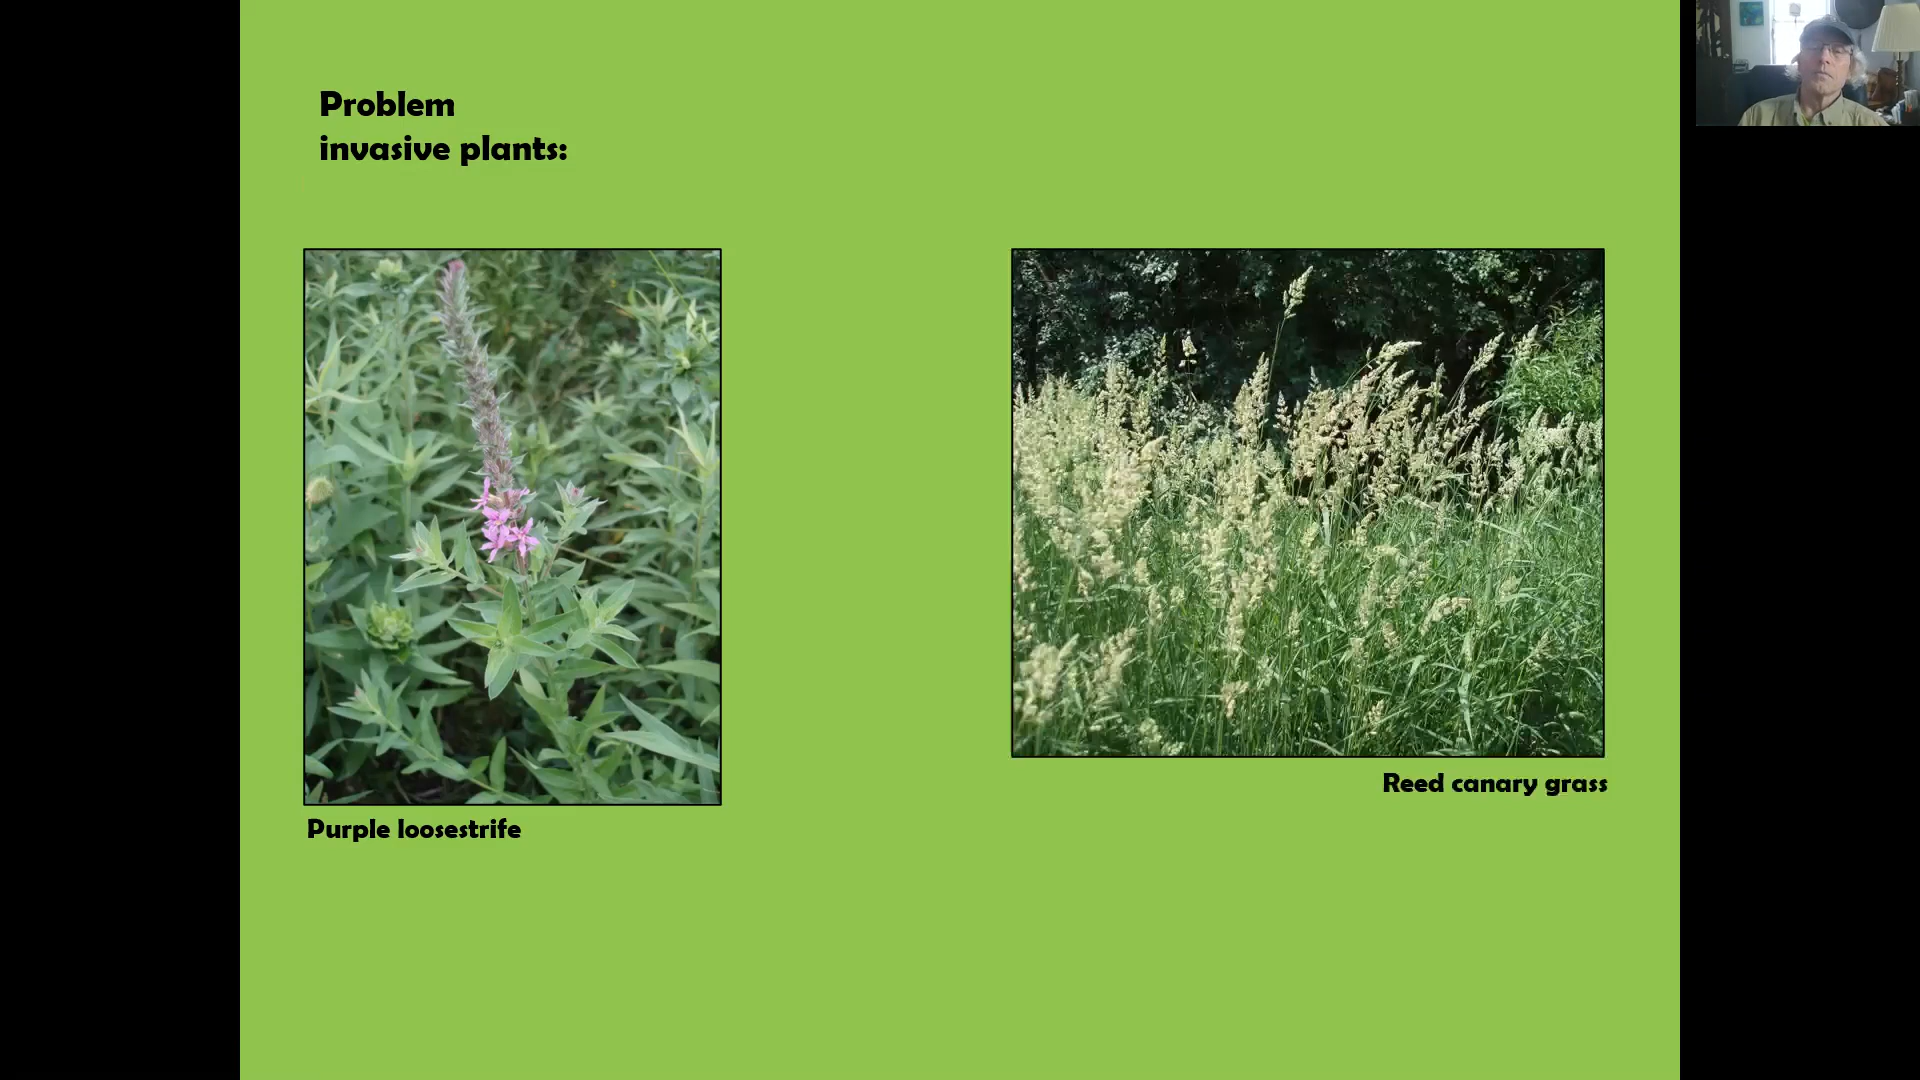 Problem
invasive plants:
Purple loosestrife
Reed canary grass